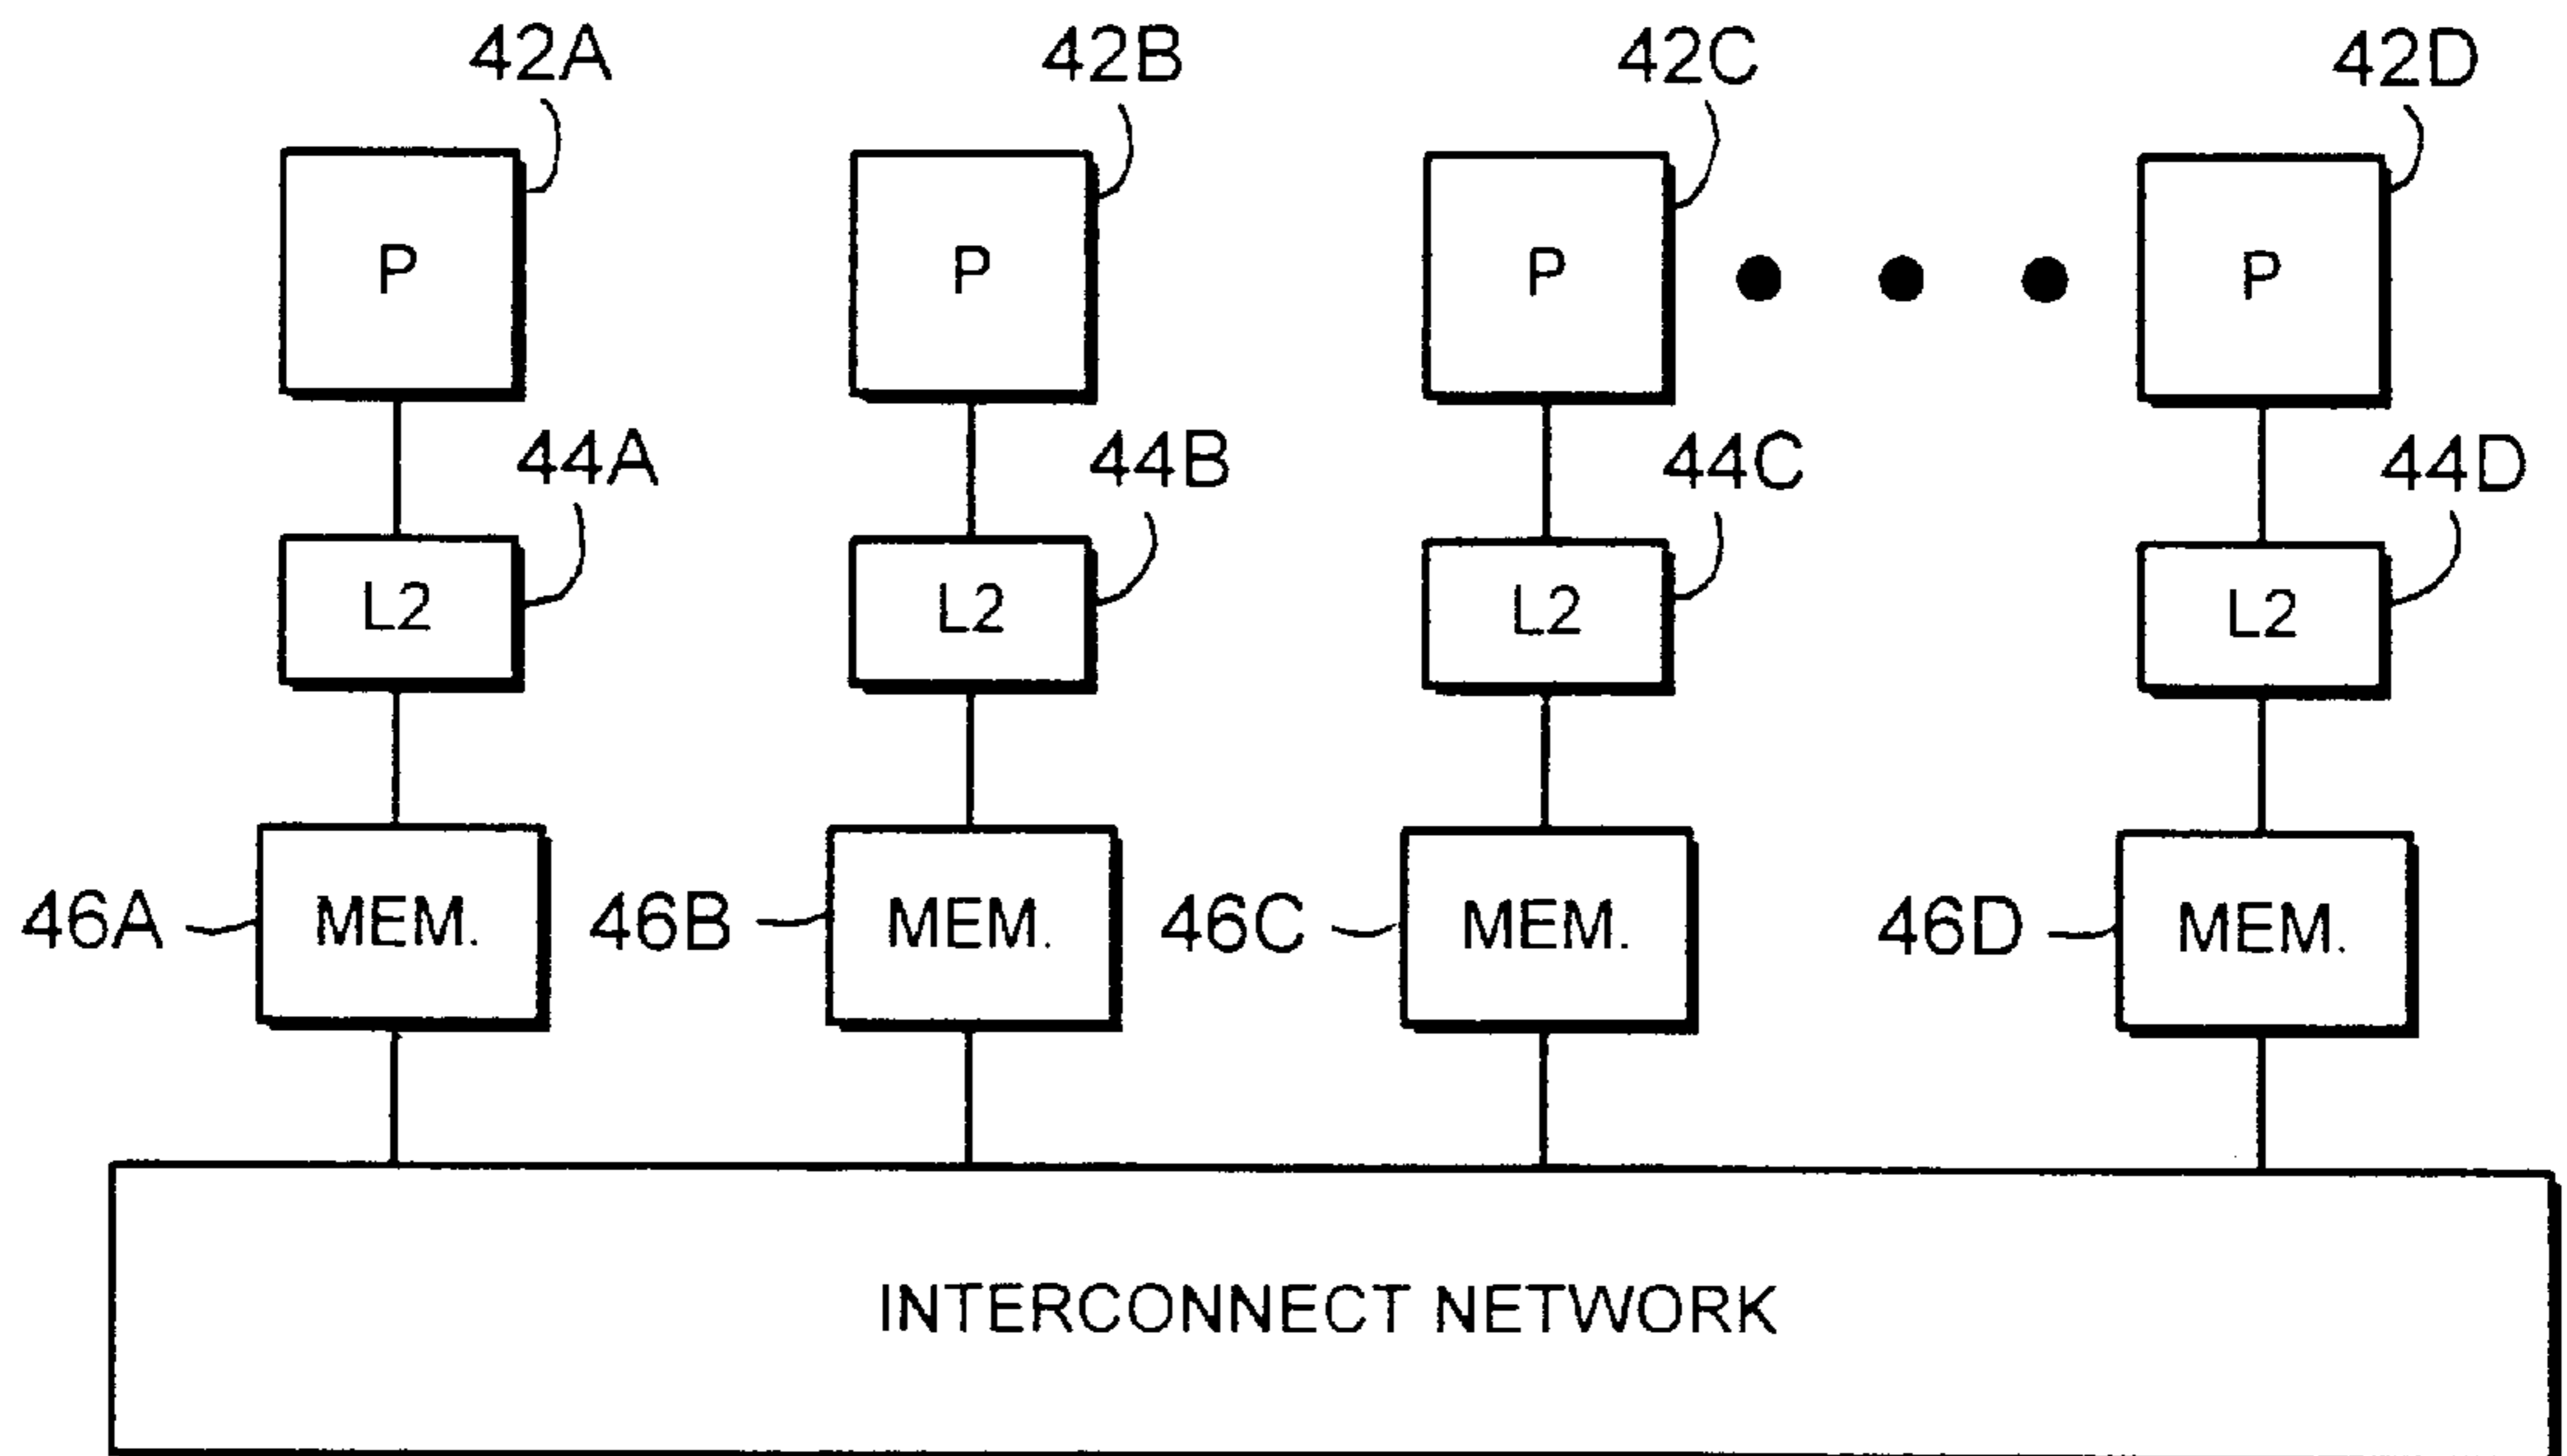 42A 42B 42C 42D
P P P P
44A 44B 44C 44D
L2 L2 L2 L2
46A MEM. 46B MEM. 46C MEM. 46D MEM.
INTERCONNECT NETWORK